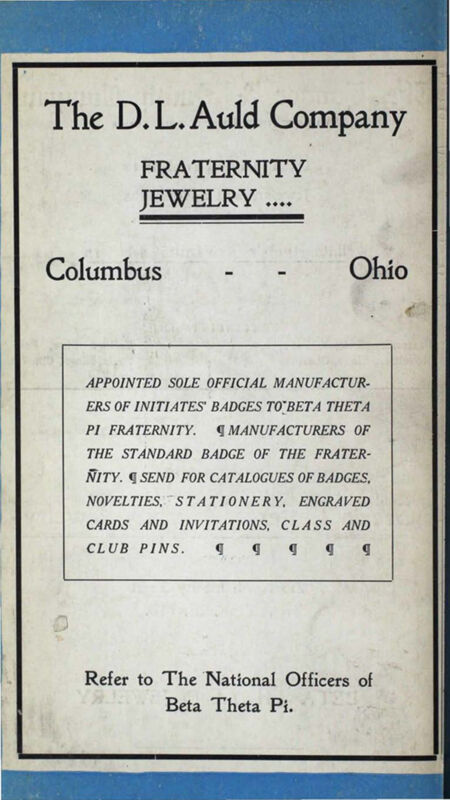 The D.L. Auld Company
FRATERNITY
JEWELRY ....
Columbus - - Ohio
APPOINTED SOLE OFFICIAL MANUFACTUR-
ERS OF INITIATES' BADGES TO BETA THETA
PI FRATERNITY. ¶ MANUFACTURERS OF
THE STANDARD BADGE OF THE FRATER-
NITY. ¶ SEND FOR CATALOGUES OF BADGES,
NOVELTIES, STATIONERY, ENGRAVED
CARDS AND INVITATIONS, CLASS AND
CLUB PINS. ¶ ¶ ¶ ¶ ¶
Refer to The National Officers of
Beta Theta Pi.